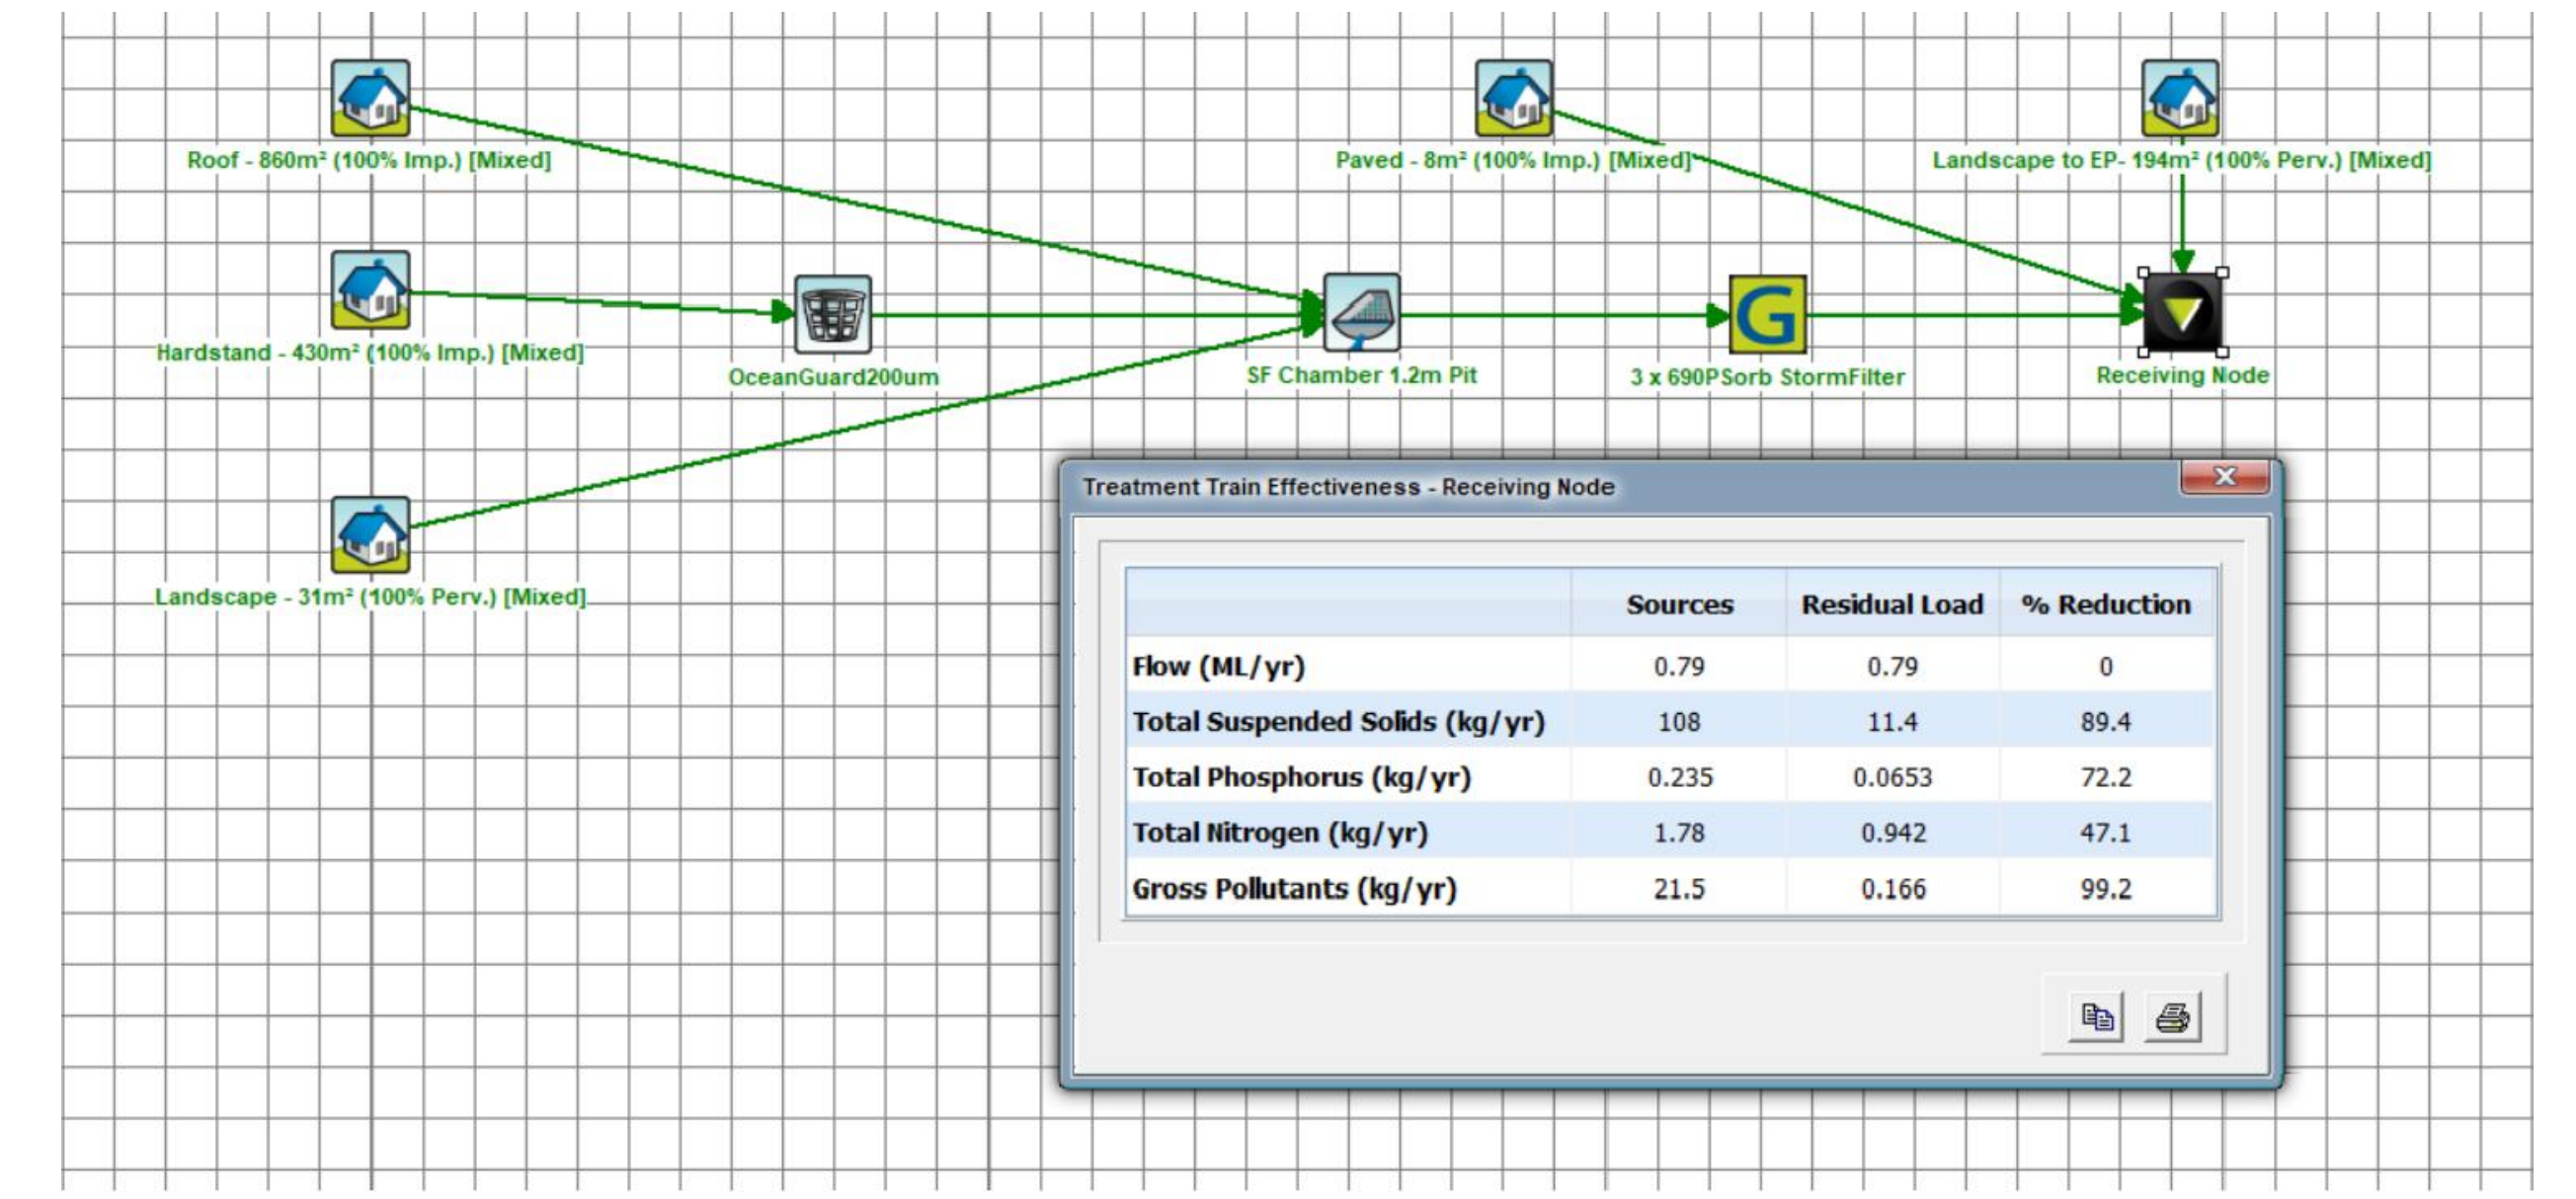 Roof - 860m² (100% Imp.) [Mixed]
Paved - 8m² (100% Imp.) [Mixed]
Landscape to EP- 194m² (100% Perv.) [Mixed]
Hardstand - 430m² (100% Imp.) [Mixed]
OceanGuard200um
SF Chamber 1.2m Pit
G
3 x 690PSorb StormFilter
Receiving Node
Landscape - 31m² (100% Perv.) [Mixed]
Treatment Train Effectiveness - Receiving Node
Sources Residual Load % Reduction
Flow (ML/yr) 0.79 0.79 0
Total Suspended Solids (kg/yr) 108 11.4 89.4
Total Phosphorus (kg/yr) 0.235 0.0653 72.2
Total Nitrogen (kg/yr) 1.78 0.942 47.1
Gross Pollutants (kg/yr) 21.5 0.166 99.2